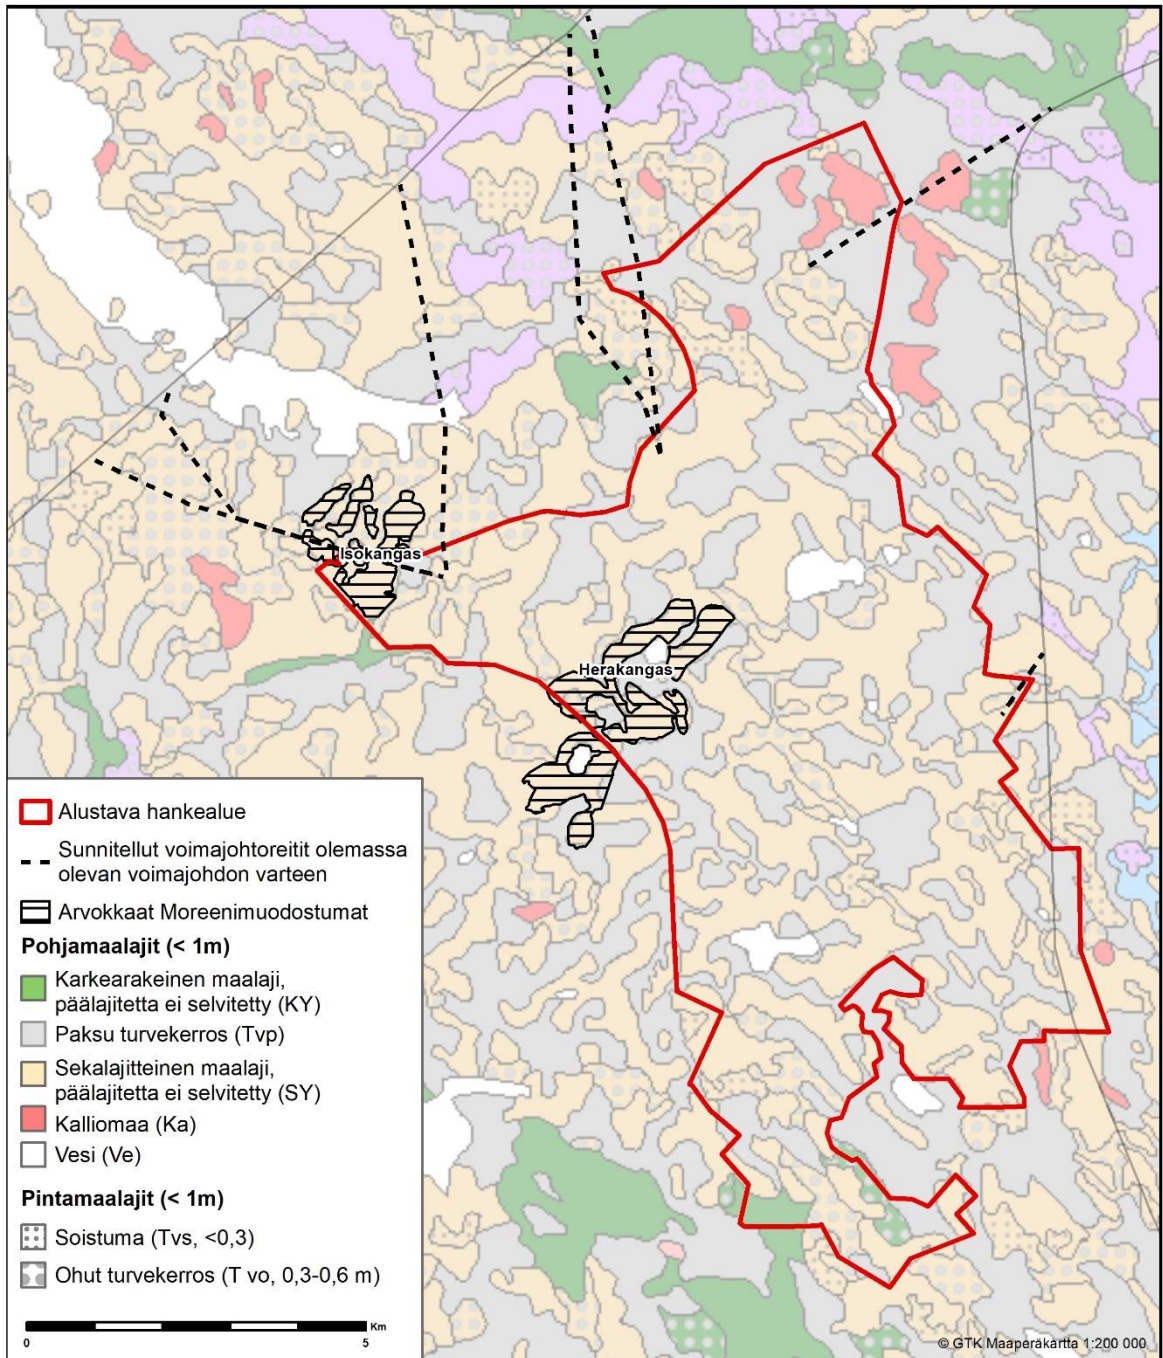 Isokangas
Herakangas
Alustava hankealue
Sunnitellut voimajohtoreitit olemassa
olevan voimajohdon varteen
Arvokkaat Moreenimuodostumat
Pohjamaalajit (< 1m)
Karkearakeinen maalaji,
päälajitetta ei selvitetty (KY)
Paksu turvekerros (Tvp)
Sekalajitteinen maalaji,
päälajitetta ei selvitetty (SY)
Kalliomaa (Ka)
Vesi (Ve)
Pintamaalajit (< 1m)
Soistuma (Tvs, <0,3)
Ohut turvekerros (T vo, 0,3-0,6 m)
Km
0 5
© GTK Maaperäkartta 1:200 000